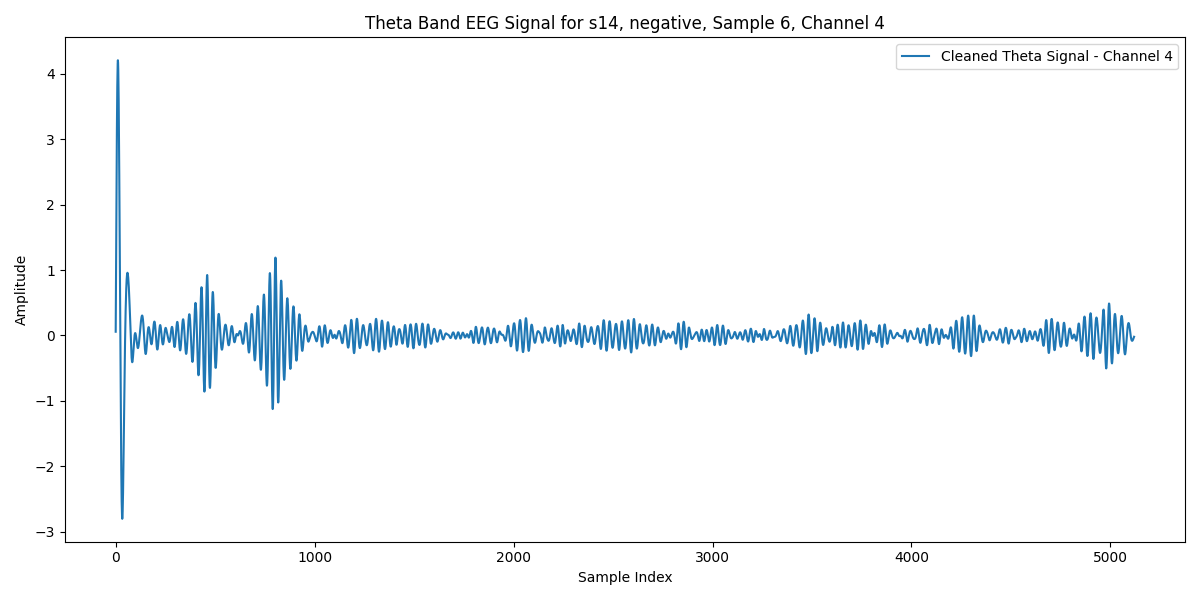 Theta Band EEG Signal for s14, negative, Sample 6, Channel 4
Cleaned Theta Signal - Channel 4
Amplitude
4
3
2
1
0
−1
−2
−3
0 1000 2000 3000 4000 5000
Sample Index